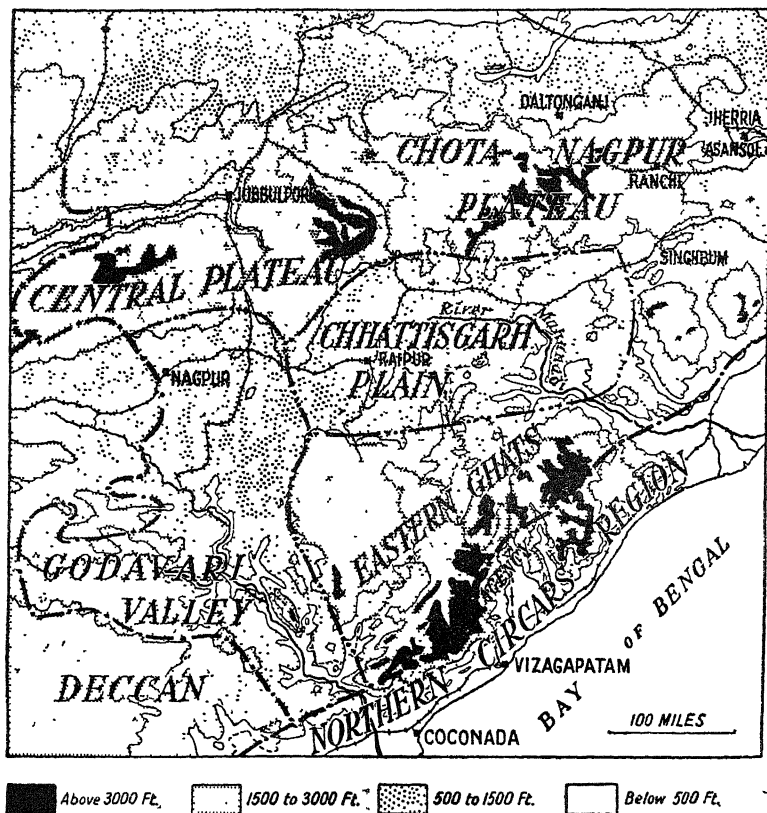 DALTONGANJ
JHERRIA
ASANSOL
CHOTA NAGPUR
RANCHI
PLATEAU
JUBBULPORE
SINGHBUM
CENTRAL PLATEAU
River
CHHATTISGARH
RAIPUR
PLAIN
NAGPUR
EASTERN GHATS
GODAVARI
VALLEY
AGENCY
NORTHERN CIRCARS REGION
BAY OF BENGAL
DECCAN
VIZAGAPATAM
100 MILES
COCONADA
Above 3000 Ft.
1500 to 3000 Ft.
500 to 1500 Ft.
Below 500 Ft.